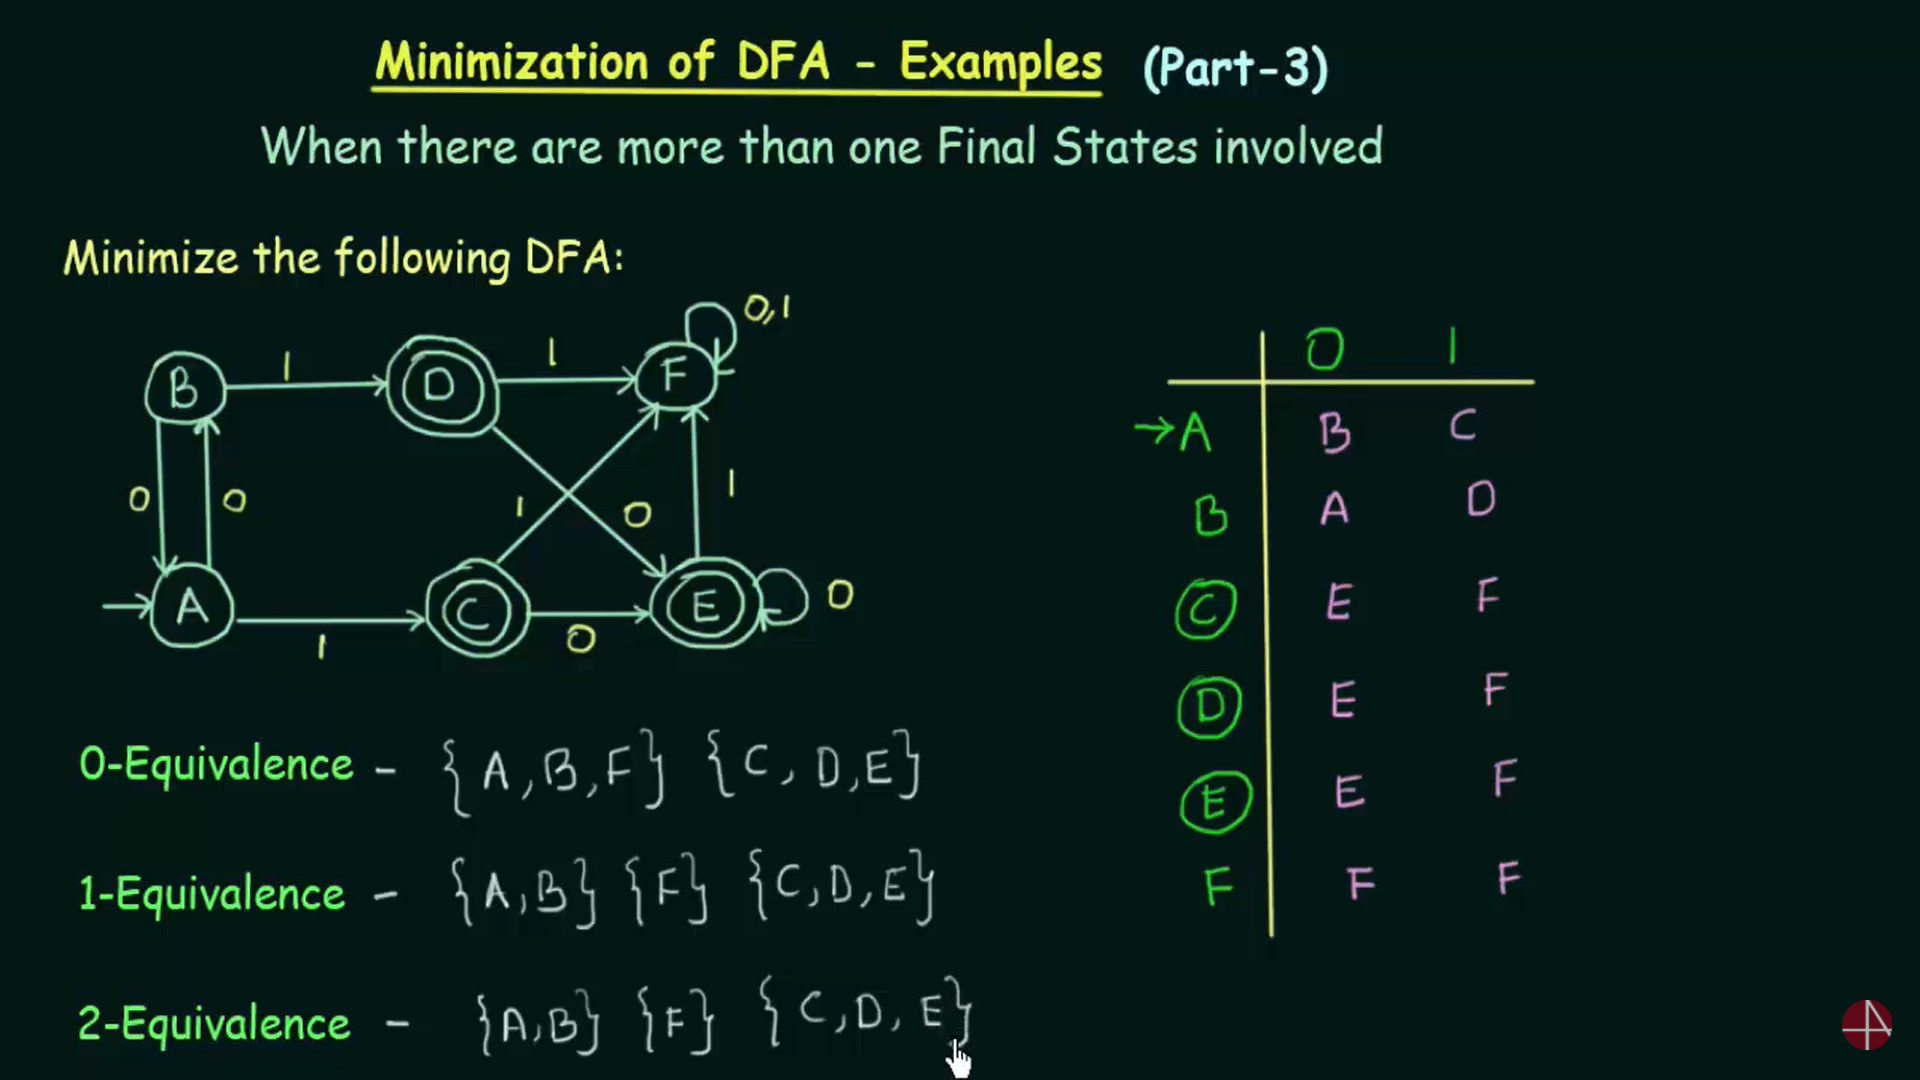 Minimization of DFA - Examples (Part-3)
When there are more than one Final States involved
Minimize the following DFA:
0,1
B 1 D 1 F
0 0 1 0 1
A 1 C 0 E 0
0 1
→A B C
B A D
C E F
D E F
E E F
F F F
0-Equivalence - {A,B,F} {C,D,E}
1-Equivalence - {A,B} {F} {C,D,E}
2-Equivalence - {A,B} {F} {C,D,E}